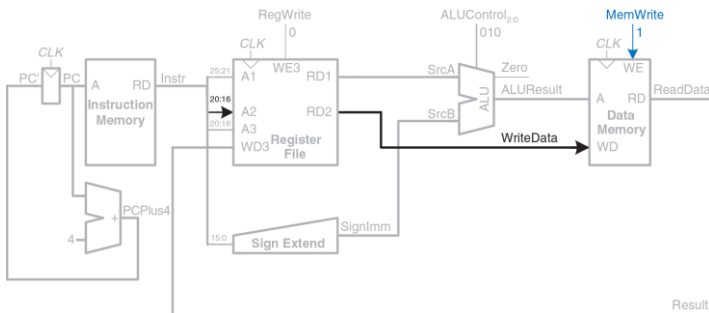 RegWrite
ALUControl2:0
MemWrite
0
010
1
CLK
CLK
CLK
PC'
PC
A
RD
Instr
25:21
A1
WE3
RD1
SrcA
Zero
WE
Instruction
Memory
20:16
A2
RD2
SrcB
ALU
ALUResult
A
RD
ReadData
20:16
A3
Register
File
WD3
WriteData
Data
Memory
WD
PCPlus4
+
4
15:0
Sign Extend
SignImm
Result